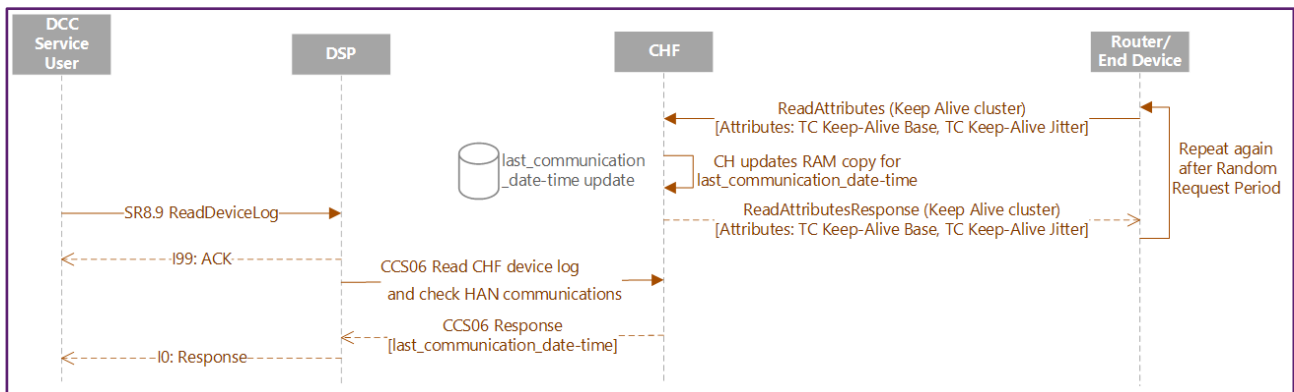 DCC
Service
User
DSP
CHF
Router/
End Device
ReadAttributes (Keep Alive cluster)
[Attributes: TC Keep-Alive Base, TC Keep-Alive Jitter]
last_communication
_date-time update
CH updates RAM copy for
last_communication_date-time
Repeat again
after Random
Request Period
SR8.9 ReadDeviceLog
ReadAttributesResponse (Keep Alive cluster)
[Attributes: TC Keep-Alive Base, TC Keep-Alive Jitter]
I99: ACK
CCS06 Read CHF device log
and check HAN communications
CCS06 Response
[last_communication_date-time]
I0: Response